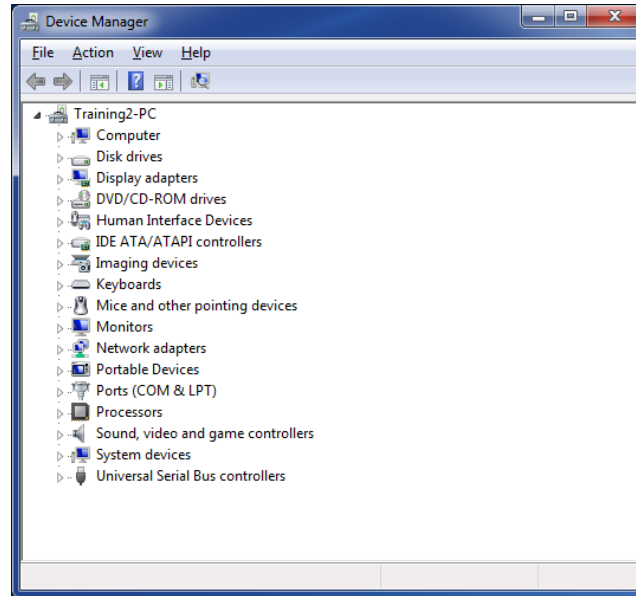 Device Manager
File Action View Help
Training2-PC
Computer
Disk drives
Display adapters
DVD/CD-ROM drives
Human Interface Devices
IDE ATA/ATAPI controllers
Imaging devices
Keyboards
Mice and other pointing devices
Monitors
Network adapters
Portable Devices
Ports (COM & LPT)
Processors
Sound, video and game controllers
System devices
Universal Serial Bus controllers